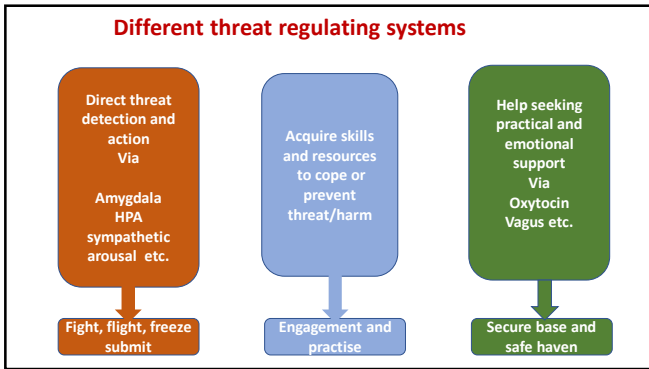 Different threat regulating systems
Direct threat
detection and
action
Via
Amygdala
HPA
sympathetic
arousal etc.
Fight, flight, freeze
submit
Acquire skills
and resources
to cope or
prevent
threat/harm
Engagement and
practise
Help seeking
practical and
emotional
support
Via
Oxytocin
Vagus etc.
Secure base and
safe haven